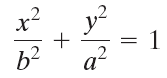 x²/b² + y²/a² = 1